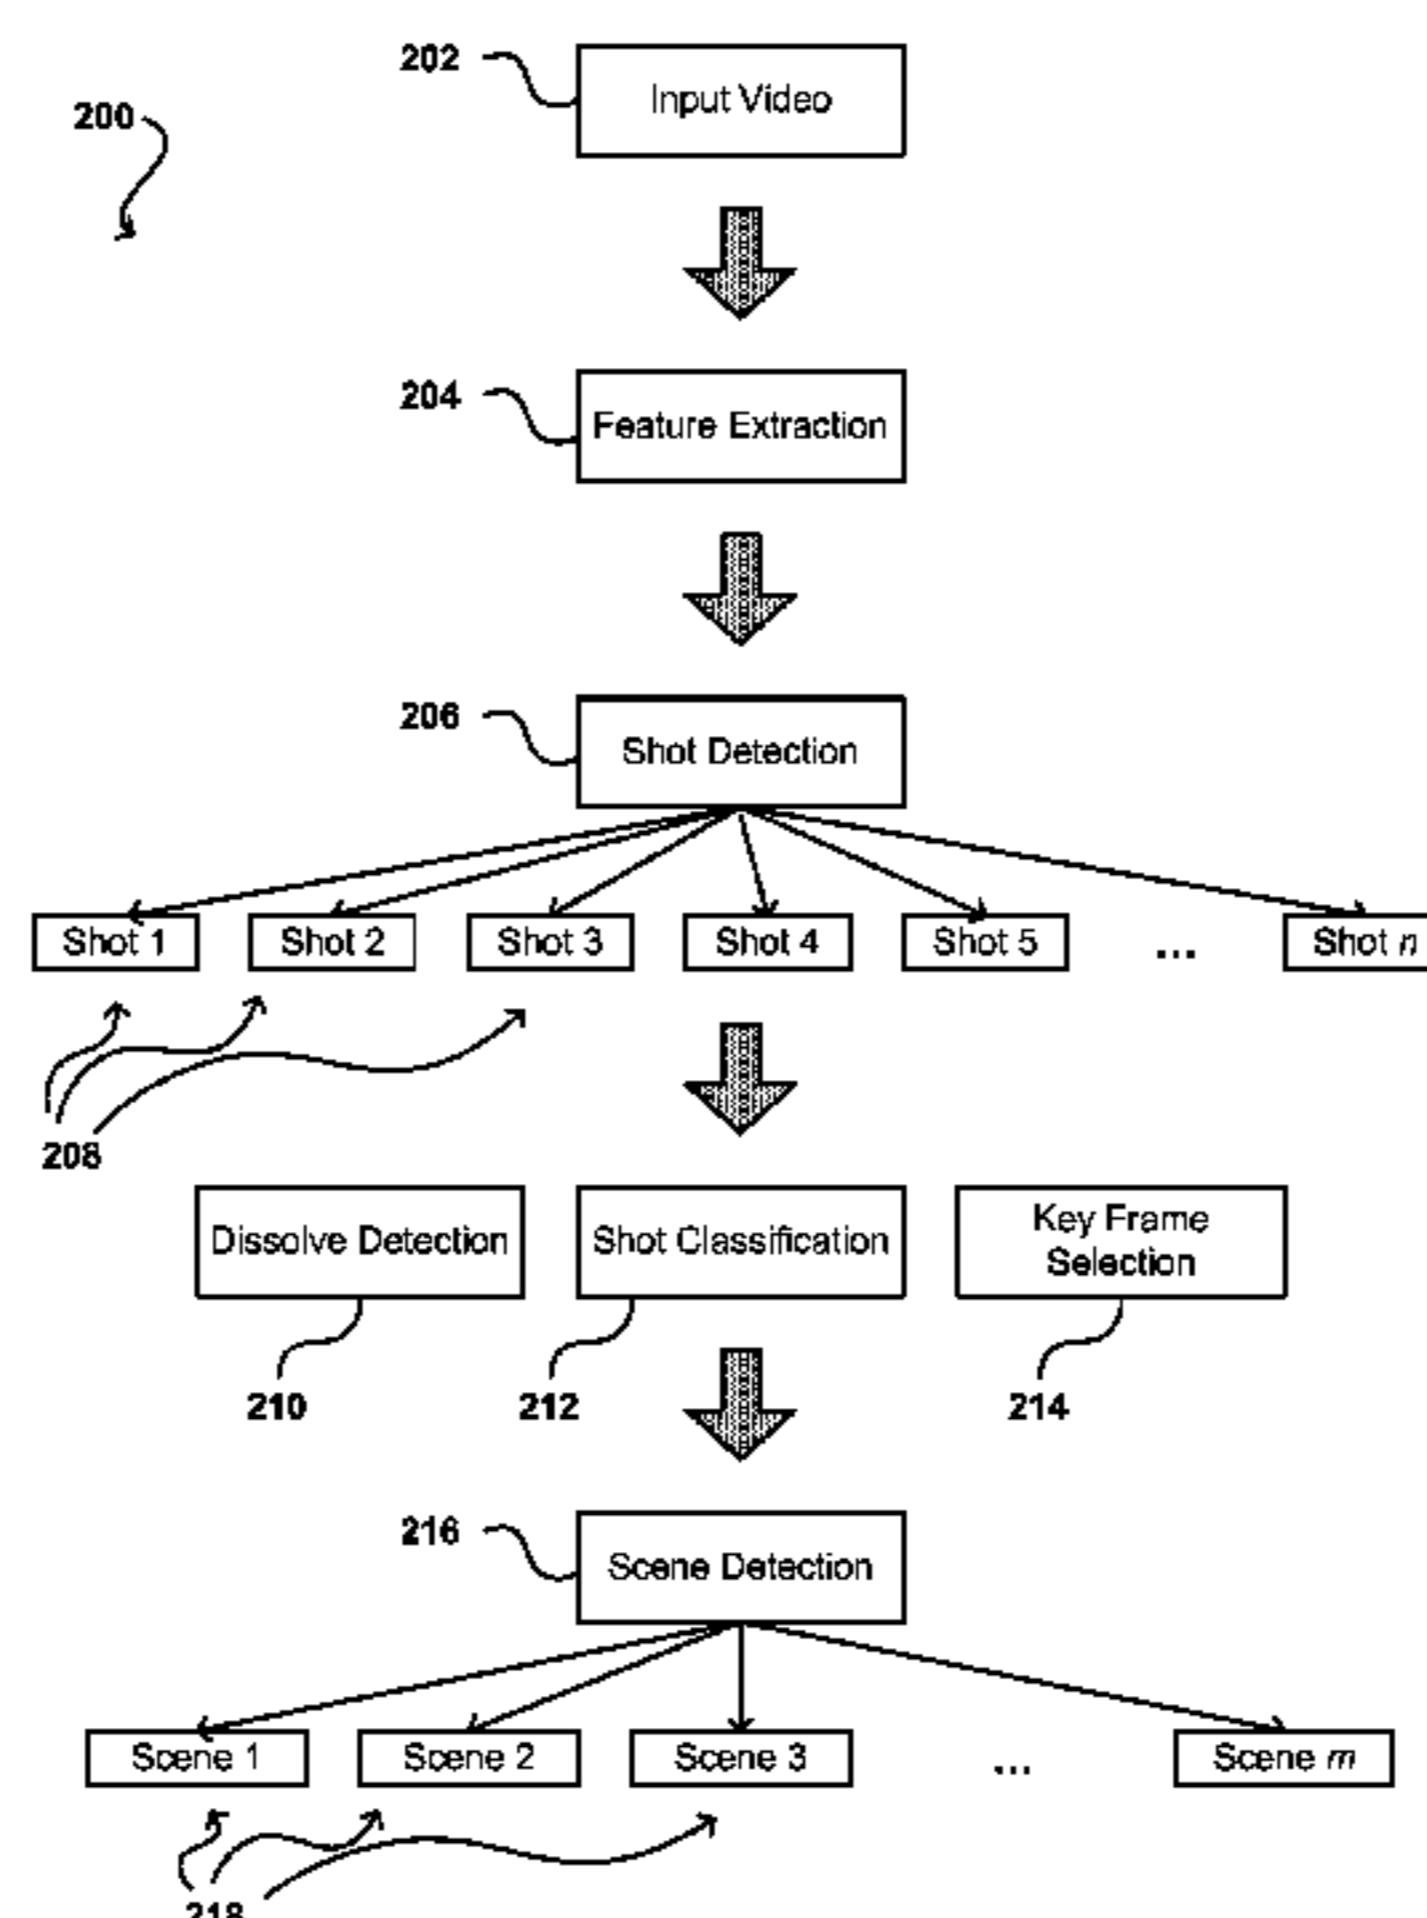 202
Input Video
200
204
Feature Extraction
206
Shot Detection
Shot 1
Shot 2
Shot 3
Shot 4
Shot 5
...
Shot n
208
Dissolve Detection
Shot Classification
Key Frame
Selection
210
212
214
216
Scene Detection
Scene 1
Scene 2
Scene 3
...
Scene m
218